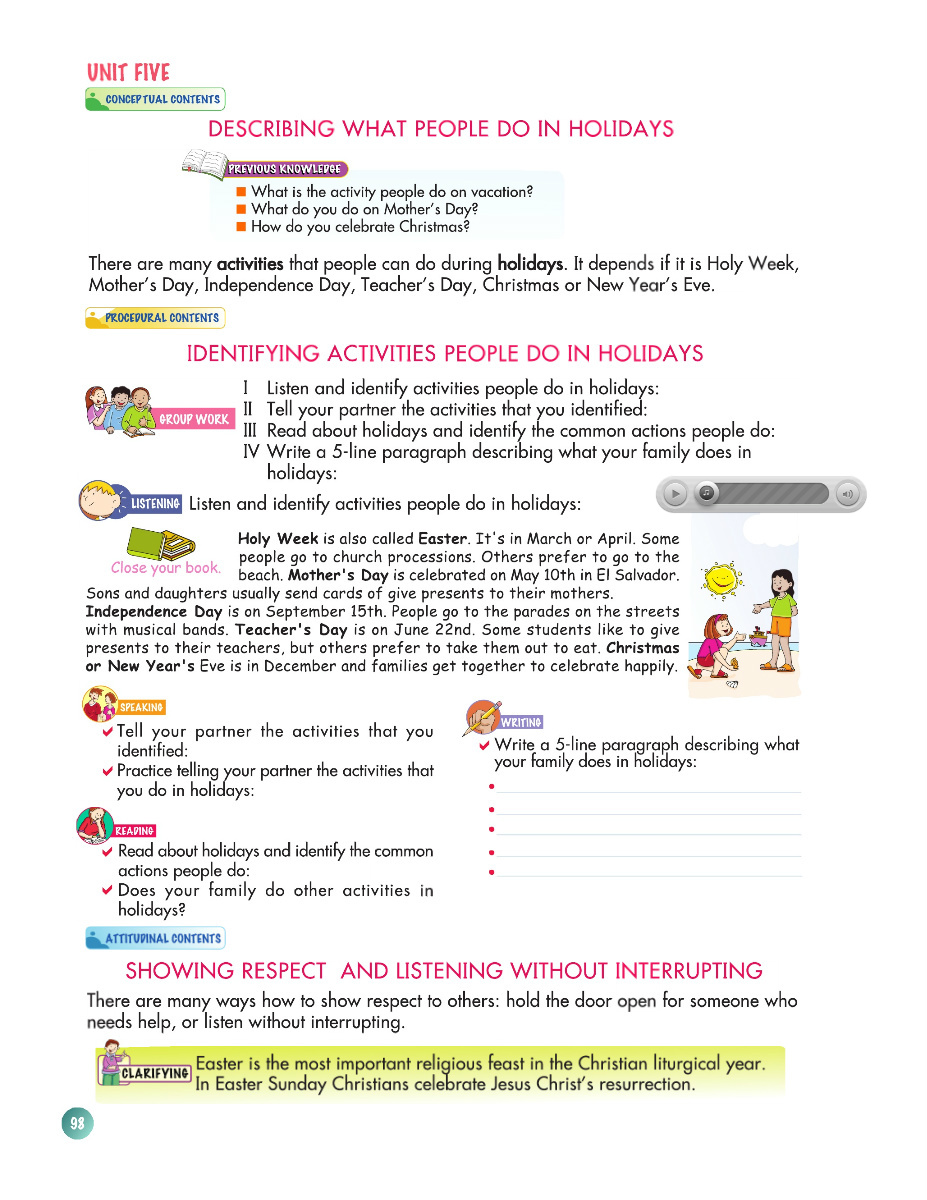 UNIT FIVE
CONCEPTUAL CONTENTS
DESCRIBING WHAT PEOPLE DO IN HOLIDAYS
PREVIOUS KNOWLEDGE
What is the activity people do on vacation?
What do you do on Mother's Day?
How do you celebrate Christmas?
There are many activities that people can do during holidays. It depends if it is Holy Week,
Mother's Day, Independence Day, Teacher's Day, Christmas or New Year's Eve.
PROCEDURAL CONTENTS
IDENTIFYING ACTIVITIES PEOPLE DO IN HOLIDAYS
GROUP WORK
I Listen and identify activities people do in holidays:
II Tell your partner the activities that you identified:
III Read about holidays and identify the common actions people do:
IV Write a 5-line paragraph describing what your family does in
holidays:
LISTENING Listen and identify activities people do in holidays:
Close your book.
Holy Week is also called Easter. It's in March or April. Some
people go to church processions. Others prefer to go to the
beach. Mother's Day is celebrated on May 10th in El Salvador.
Sons and daughters usually send cards of give presents to their mothers.
Independence Day is on September 15th. People go to the parades on the streets
with musical bands. Teacher's Day is on June 22nd. Some students like to give
presents to their teachers, but others prefer to take them out to eat. Christmas
or New Year's Eve is in December and families get together to celebrate happily.
SPEAKING
Tell your partner the activities that you
identified:
Practice telling your partner the activities that
you do in holidays:
READING
Read about holidays and identify the common
actions people do:
Does your family do other activities in
holidays?
WRITING
Write a 5-line paragraph describing what
your family does in holidays:
ATTITUDINAL CONTENTS
SHOWING RESPECT AND LISTENING WITHOUT INTERRUPTING
There are many ways how to show respect to others: hold the door open for someone who
needs help, or listen without interrupting.
CLARIFYING
Easter is the most important religious feast in the Christian liturgical year.
In Easter Sunday Christians celebrate Jesus Christ's resurrection.
98